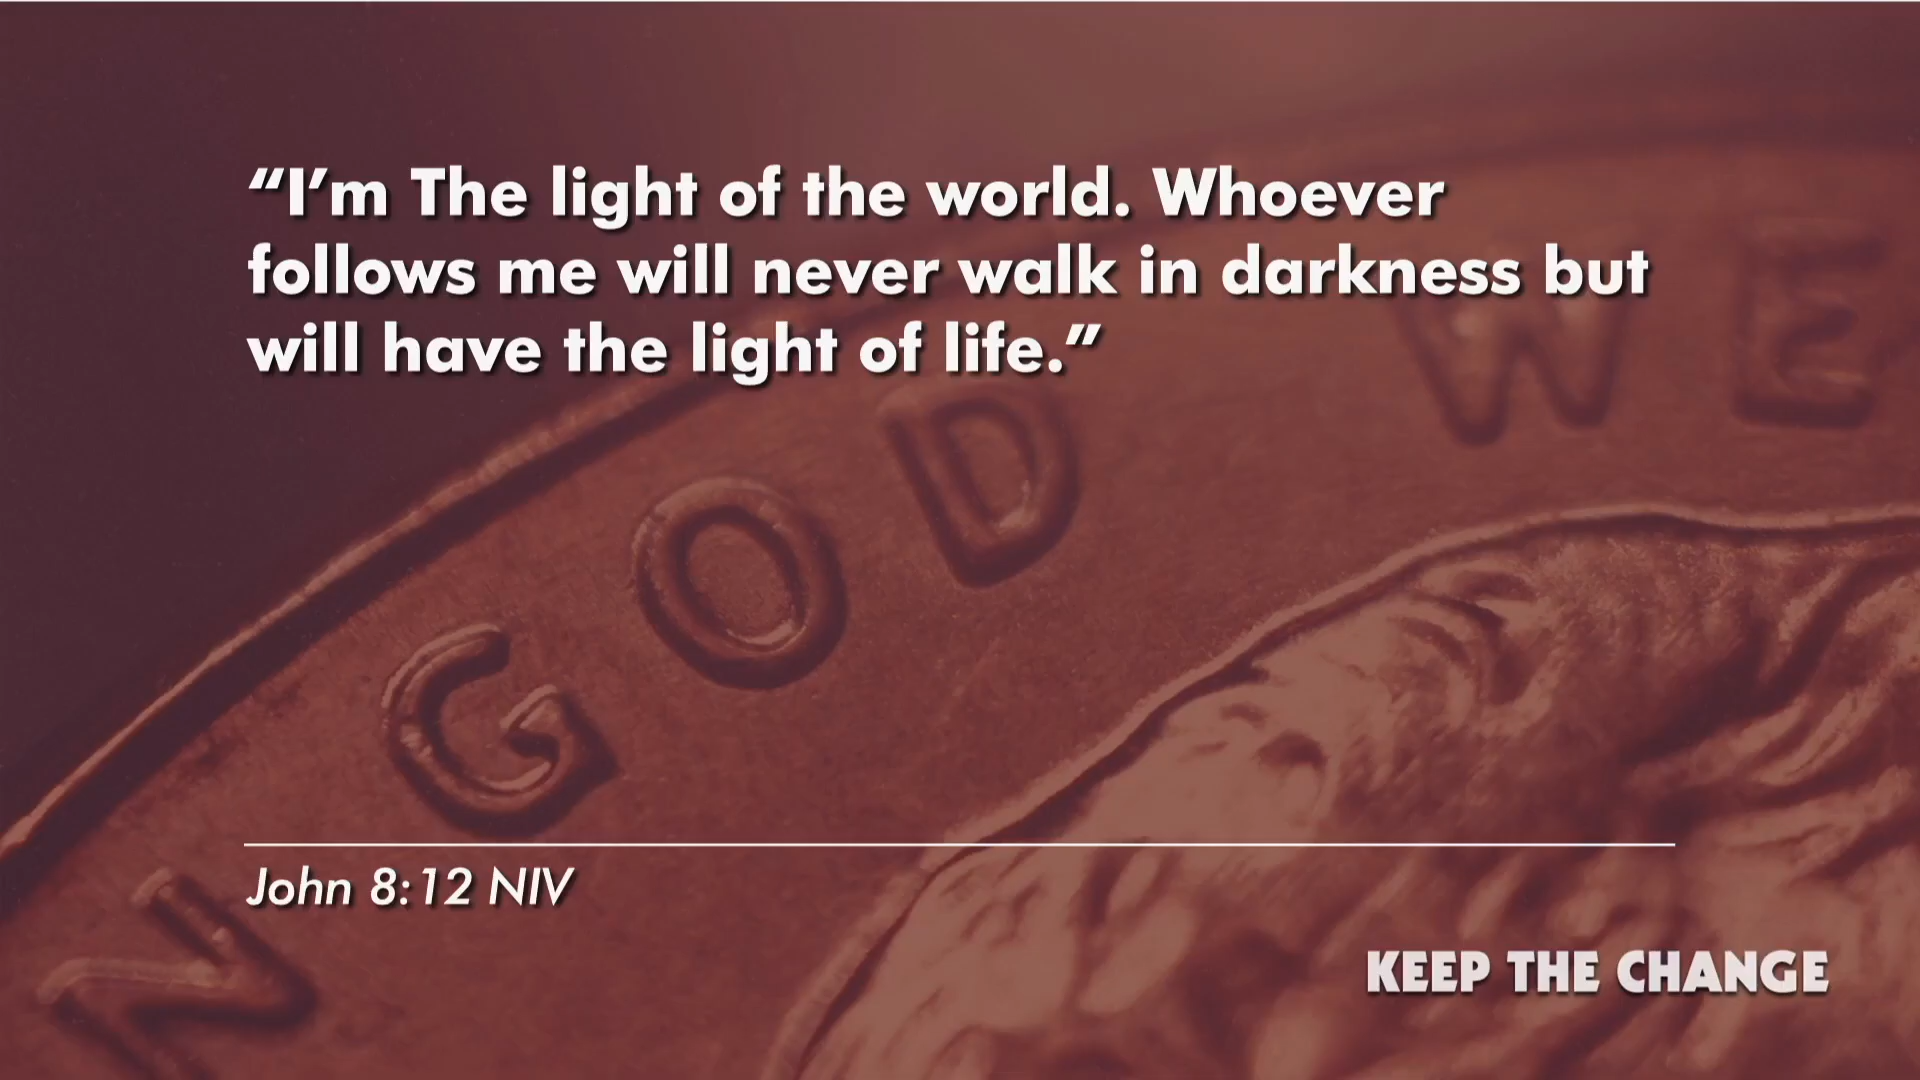 “I’m The light of the world. Whoever
follows me will never walk in darkness but
will have the light of life.”
N GOD WE
John 8:12 NIV
KEEP THE CHANGE